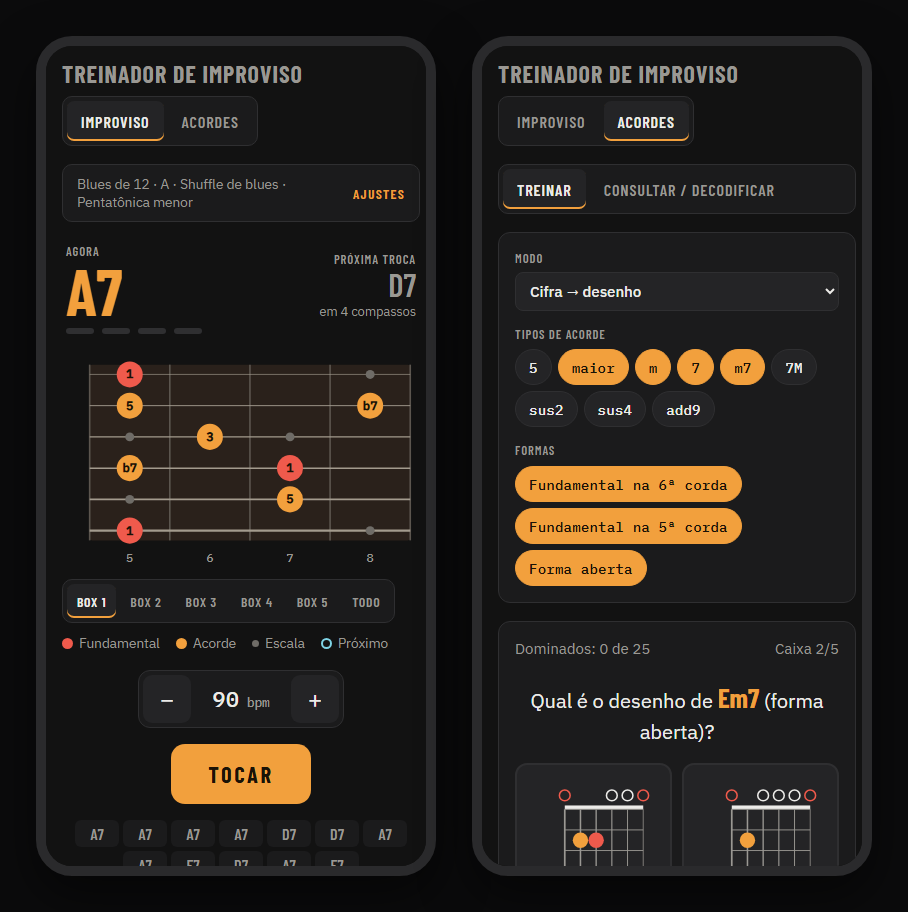 TREINADOR DE IMPROVISO
IMPROVISO ACORDES
Blues de 12 · A · Shuffle de blues ·
Pentatônica menor
AJUSTES
AGORA
A7
PRÓXIMA TROCA
D7
em 4 compassos
1
5 b7
3
b7 1
5
1
5 6 7 8
BOX 1 BOX 2 BOX 3 BOX 4 BOX 5 TODO
Fundamental Acorde Escala Próximo
− 90 bpm +
TOCAR
A7 A7 A7 A7 D7 D7 A7
A7 E7 D7 A7 E7
TREINADOR DE IMPROVISO
IMPROVISO ACORDES
TREINAR CONSULTAR / DECODIFICAR
MODO
Cifra → desenho
TIPOS DE ACORDE
5 maior m 7 m7 7M
sus2 sus4 add9
FORMAS
Fundamental na 6ª corda
Fundamental na 5ª corda
Forma aberta
Dominados: 0 de 25 Caixa 2/5
Qual é o desenho de Em7 (forma
aberta)?